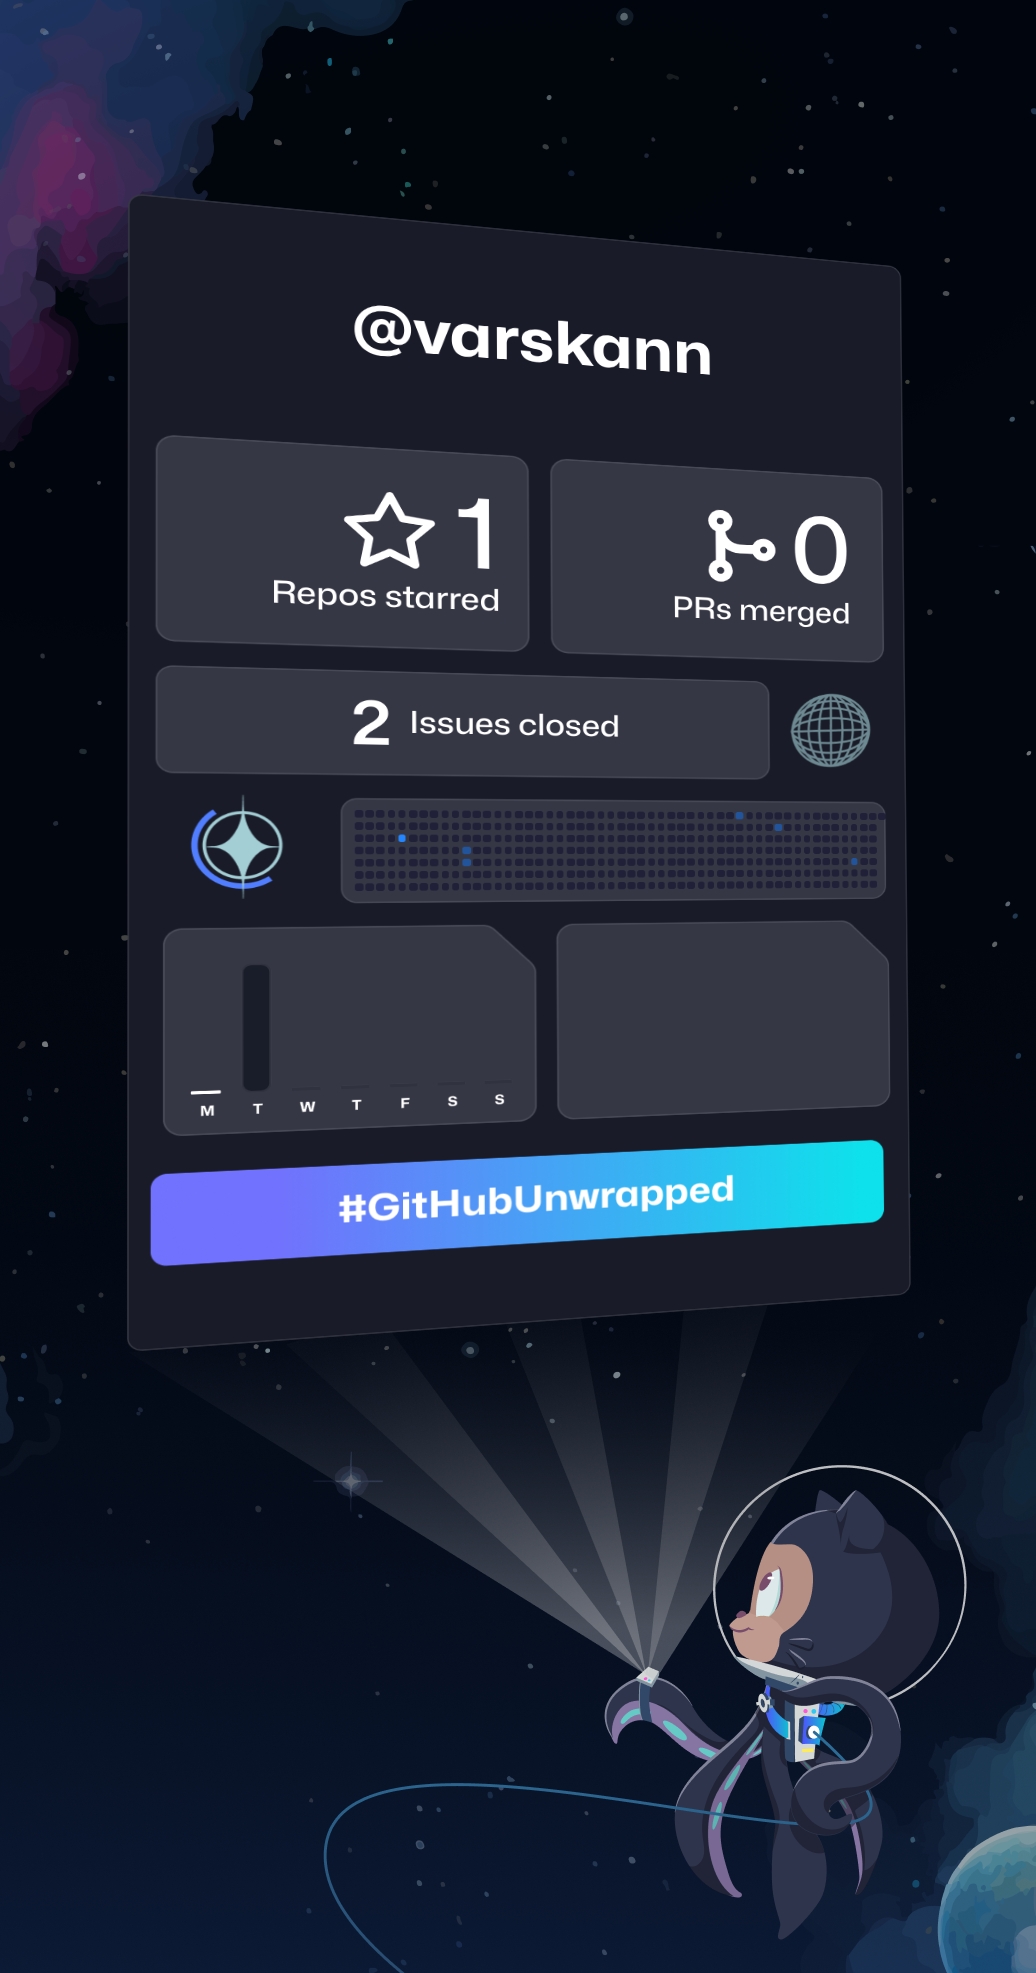 @varskann
1
Repos starred
0
PRs merged
2 Issues closed
M T W T F S S
#GitHubUnwrapped